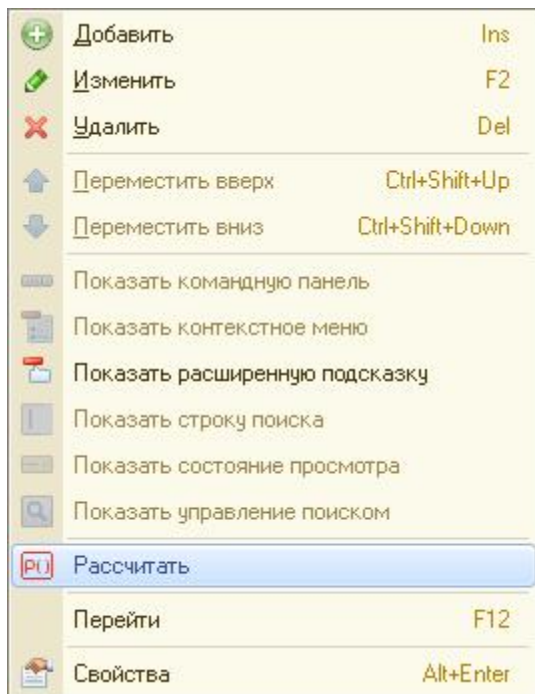 Добавить Ins
Изменить F2
Удалить Del
Переместить вверх Ctrl+Shift+Up
Переместить вниз Ctrl+Shift+Down
Показать командную панель
Показать контекстное меню
Показать расширенную подсказку
Показать строку поиска
Показать состояние просмотра
Показать управление поиском
P() Рассчитать
Перейти F12
Свойства Alt+Enter